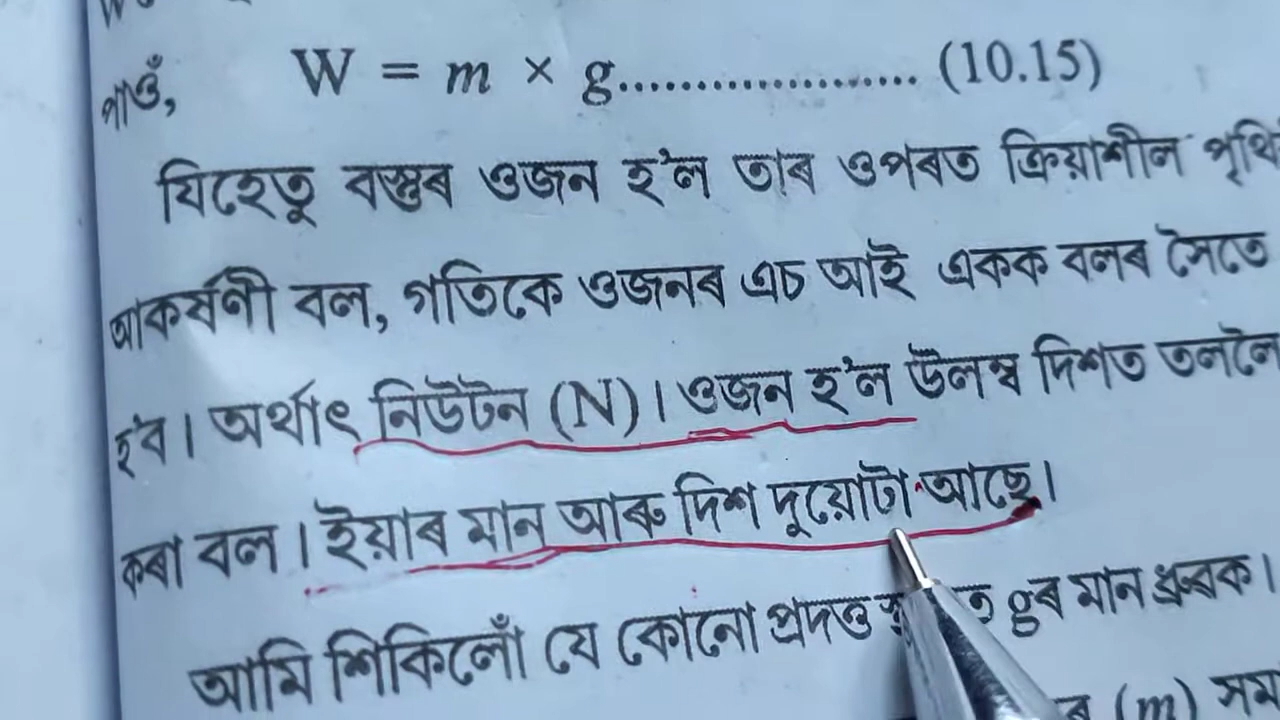 পাওঁ, W = m × g.................... (10.15)
যিহেতু বস্তুৰ ওজন হ'ল তাৰ ওপৰত ক্ৰিয়াশীল
আকৰ্ষণী বল, গতিকে ওজনৰ এচ আই একক বলৰ সৈতে
হ'ব। অৰ্থাৎ নিউটন (N)। ওজন হ'ল উলম্ব দিশত তললৈ
কৰা বল। ইয়াৰ মান আৰু দিশ দুয়োটা আছে।
আমি শিকিলোঁ যে কোনো প্ৰদত্ত gৰ মান ধ্ৰুৱক।
(m)